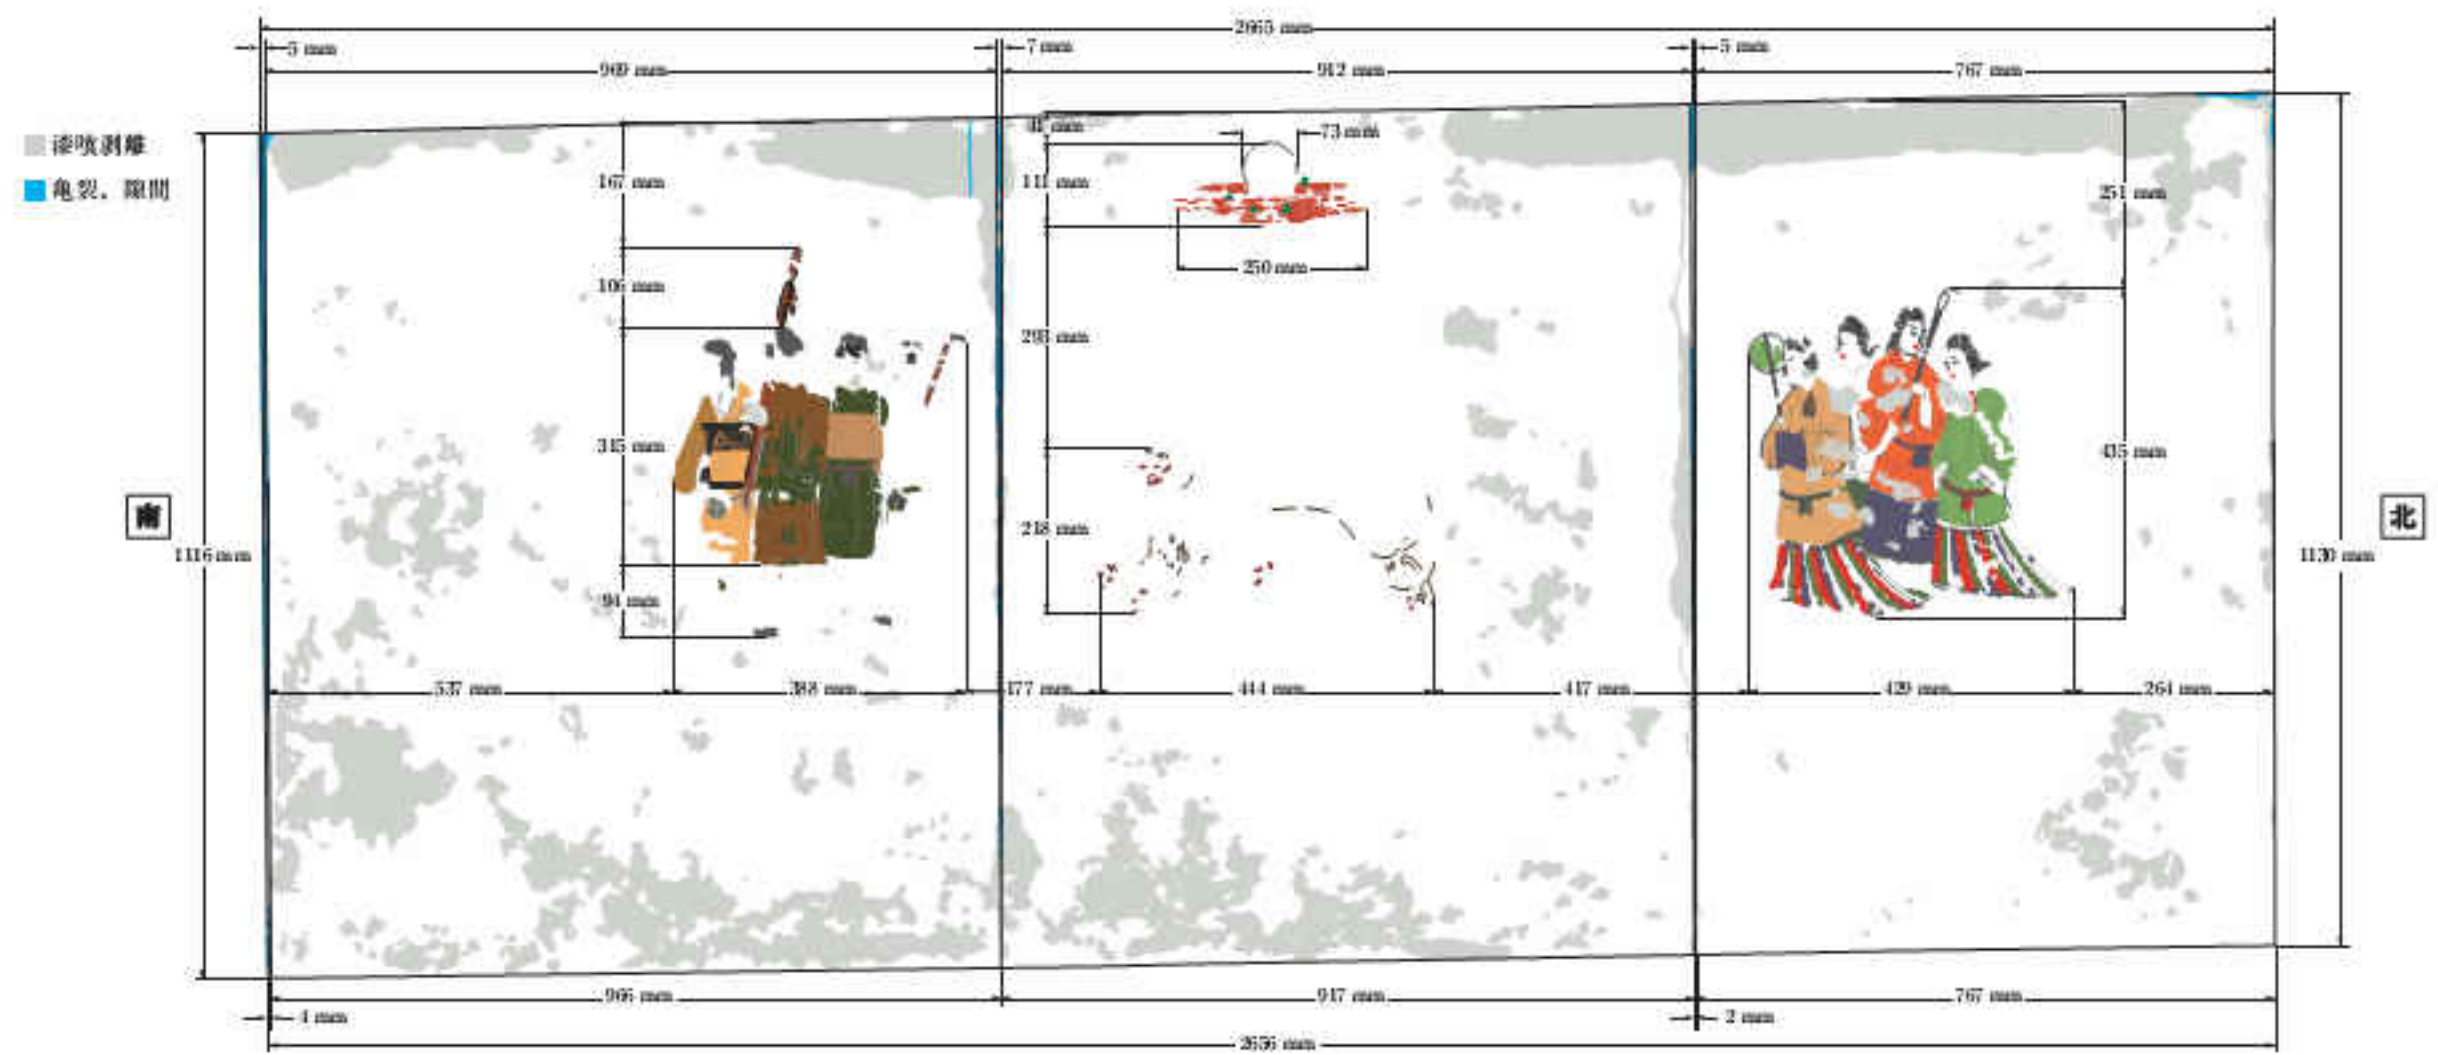 2665 mm
5 mm
7 mm
5 mm
969 mm
912 mm
767 mm
漆喰剥離
亀裂、隙間
167 mm
73 mm
111 mm
251 mm
106 mm
250 mm
293 mm
315 mm
435 mm
南
北
1116 mm
218 mm
1130 mm
94 mm
537 mm
388 mm
177 mm
444 mm
417 mm
429 mm
264 mm
966 mm
917 mm
767 mm
4 mm
2 mm
2656 mm